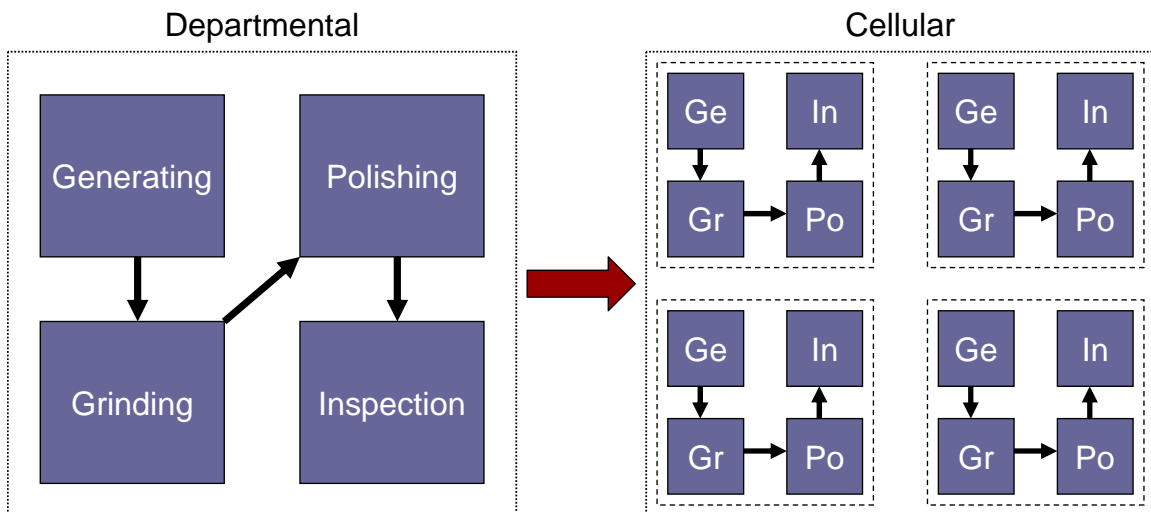 Departmental
Cellular
Generating
Polishing
Grinding
Inspection
Ge
In
Gr
Po
Ge
In
Gr
Po
Ge
In
Gr
Po
Ge
In
Gr
Po